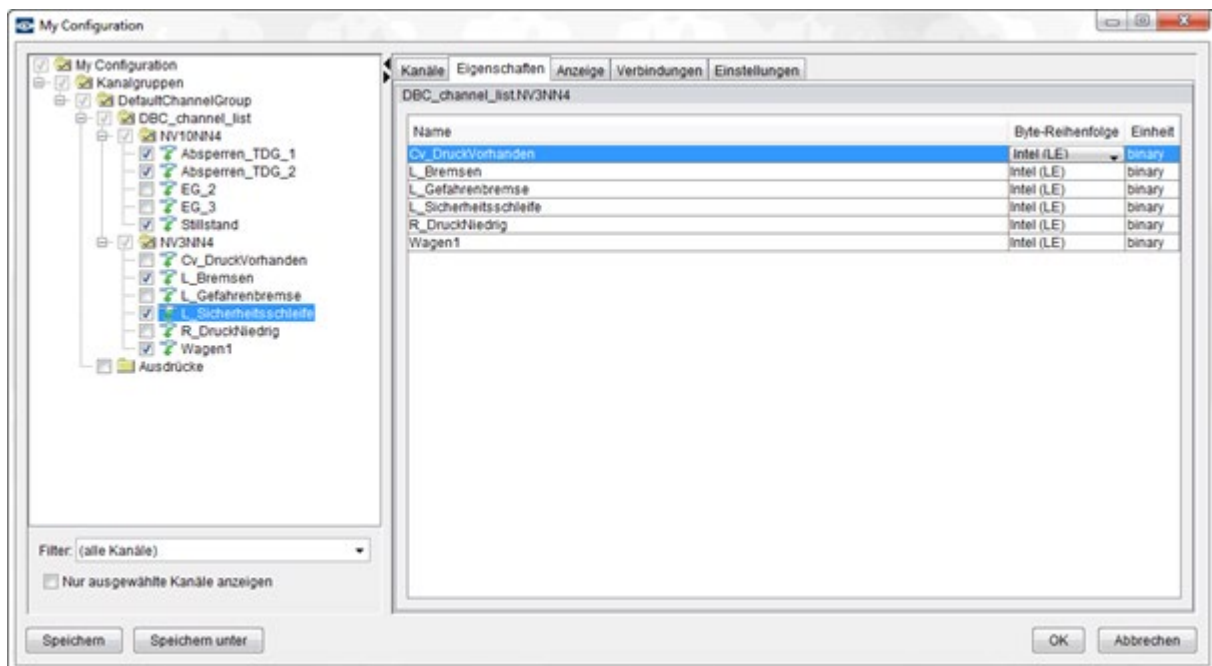 My Configuration
My Configuration
Kanalgruppen
DefaultChannelGroup
DBC_channel_list
NV10NN4
Absperren_TDG_1
Absperren_TDG_2
EG_2
EG_3
Stillstand
NV3NN4
Cv_DruckVorhanden
L_Bremsen
L_Gefahrenbremse
L_Sicherheitsschleife
R_DruckNiedrig
Wagen1
Ausdrücke
Filter: (alle Kanäle)
Nur ausgewählte Kanäle anzeigen
Kanäle Eigenschaften Anzeige Verbindungen Einstellungen
DBC_channel_list.NV3NN4
Name Byte-Reihenfolge Einheit
Cv_DruckVorhanden Intel (LE) binary
L_Bremsen Intel (LE) binary
L_Gefahrenbremse Intel (LE) binary
L_Sicherheitsschleife Intel (LE) binary
R_DruckNiedrig Intel (LE) binary
Wagen1 Intel (LE) binary
Speichern Speichern unter OK Abbrechen